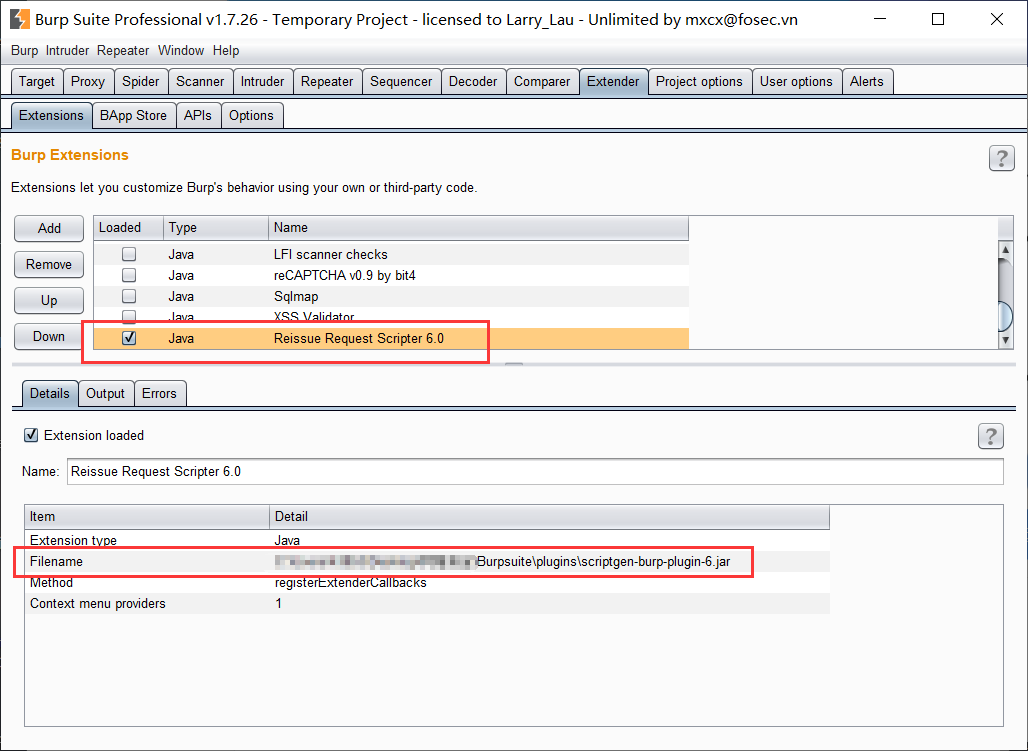 Burp Suite Professional v1.7.26 - Temporary Project - licensed to Larry_Lau - Unlimited by mxcx@fosec.vn
Burp Intruder Repeater Window Help
Target Proxy Spider Scanner Intruder Repeater Sequencer Decoder Comparer Extender Project options User options Alerts
Extensions BApp Store APIs Options
Burp Extensions
?
Extensions let you customize Burp's behavior using your own or third-party code.
Add
Remove
Up
Down
Loaded Type Name
Java LFI scanner checks
Java reCAPTCHA v0.9 by bit4
Java Sqlmap
Java XSS Validator
Java Reissue Request Scripter 6.0
Details Output Errors
Extension loaded
?
Name: Reissue Request Scripter 6.0
Item Detail
Extension type Java
Filename Burpsuite\plugins\scriptgen-burp-plugin-6.jar
Method registerExtenderCallbacks
Context menu providers 1